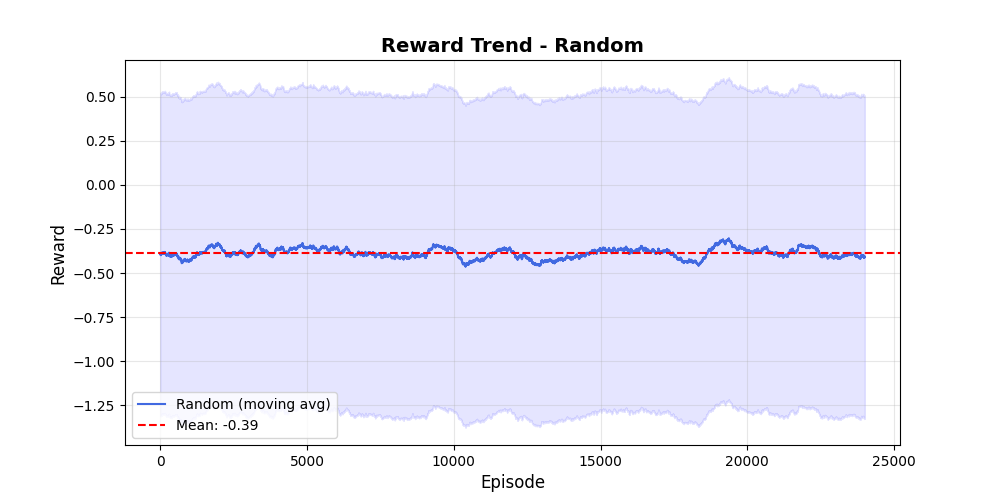 Reward Trend - Random
Reward
0.50
0.25
0.00
−0.25
−0.50
−0.75
−1.00
−1.25
Random (moving avg)
Mean: -0.39
0 5000 10000 15000 20000 25000
Episode